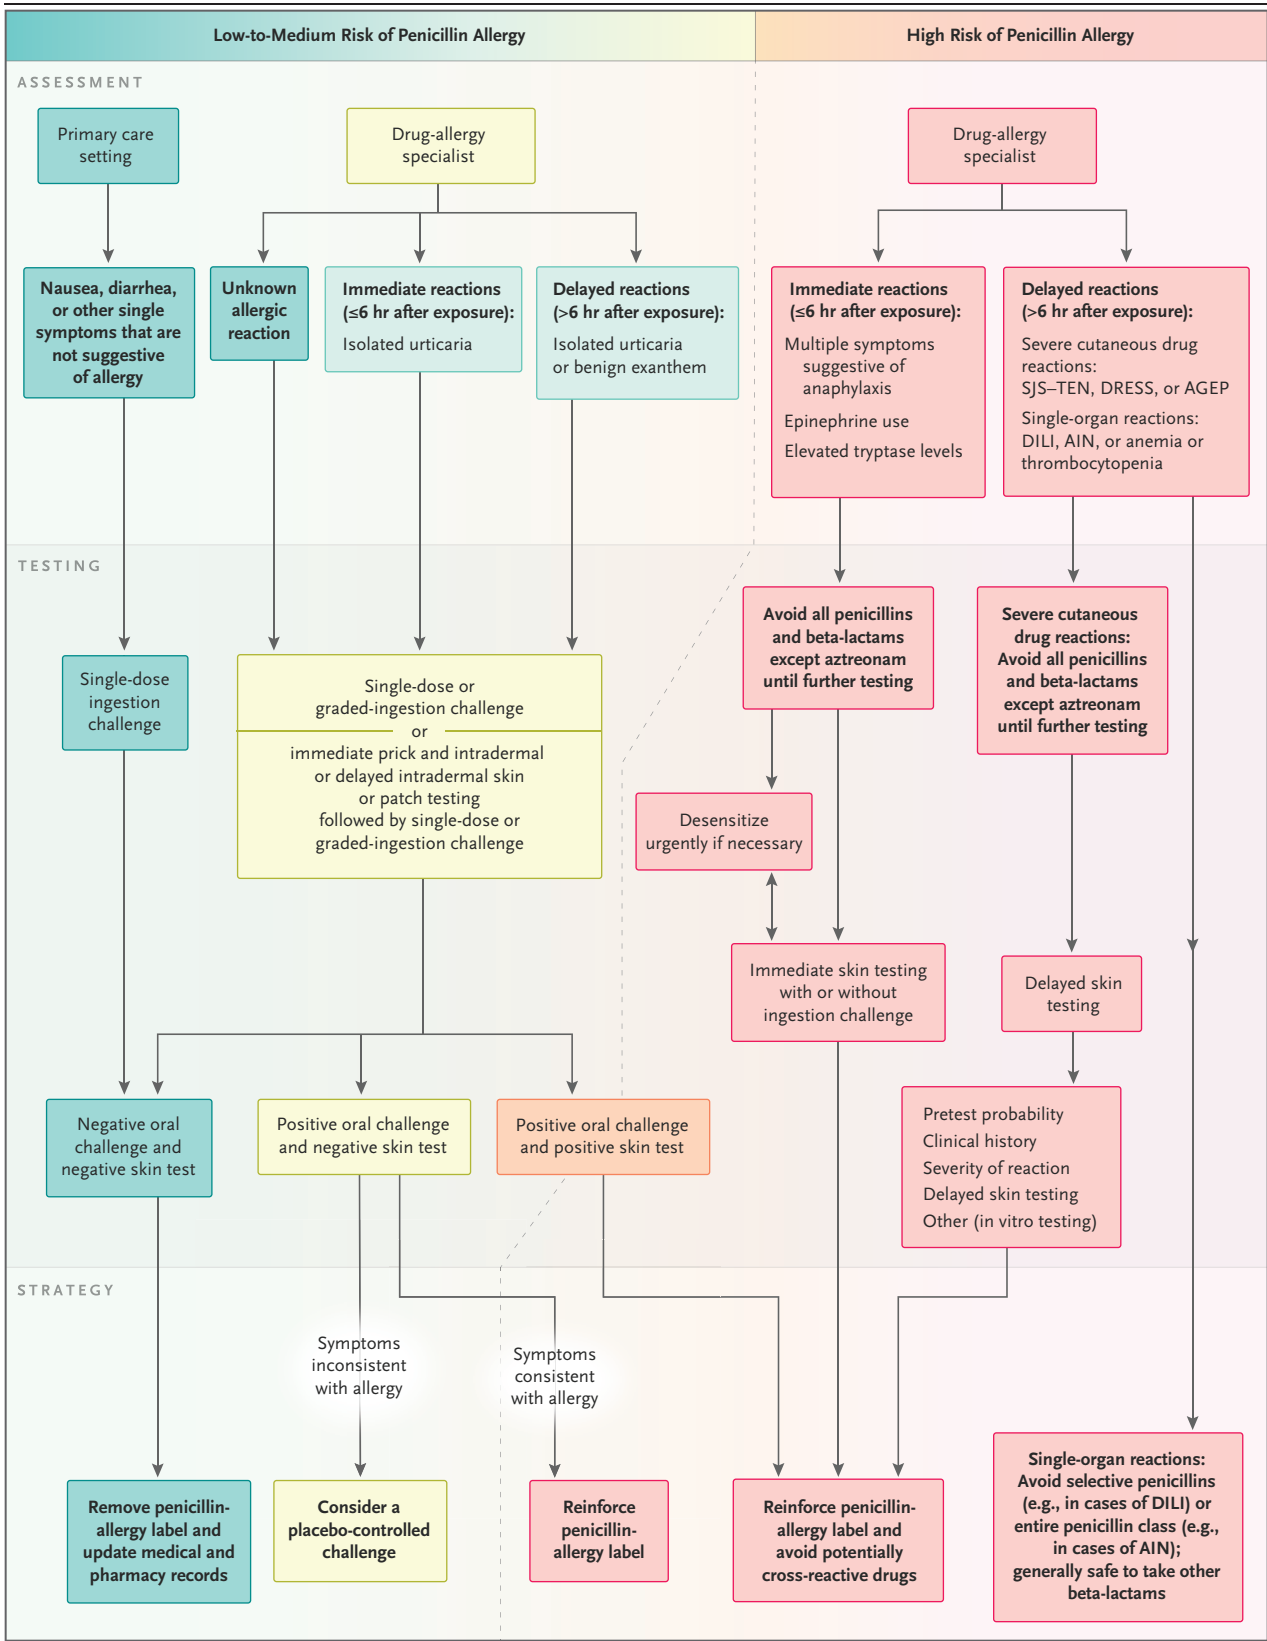 Low-to-Medium Risk of Penicillin Allergy
High Risk of Penicillin Allergy
ASSESSMENT
Primary care
setting
Drug-allergy
specialist
Drug-allergy
specialist
Nausea, diarrhea,
or other single
symptoms that are
not suggestive
of allergy
Unknown
allergic
reaction
Immediate reactions
(≤6 hr after exposure):
Isolated urticaria
Delayed reactions
(>6 hr after exposure):
Isolated urticaria
or benign exanthem
Immediate reactions
(≤6 hr after exposure):
Multiple symptoms
suggestive of
anaphylaxis
Epinephrine use
Elevated tryptase levels
Delayed reactions
(>6 hr after exposure):
Severe cutaneous drug
reactions:
SJS–TEN, DRESS, or AGEP
Single-organ reactions:
DILI, AIN, or anemia or
thrombocytopenia
TESTING
Single-dose
ingestion
challenge
Single-dose or
graded-ingestion challenge
or
immediate prick and intradermal
or delayed intradermal skin
or patch testing
followed by single-dose or
graded-ingestion challenge
Avoid all penicillins
and beta-lactams
except aztreonam
until further testing
Severe cutaneous
drug reactions:
Avoid all penicillins
and beta-lactams
except aztreonam
until further testing
Desensitize
urgently if necessary
Immediate skin testing
with or without
ingestion challenge
Delayed skin
testing
Negative oral
challenge and
negative skin test
Positive oral challenge
and negative skin test
Positive oral challenge
and positive skin test
Pretest probability
Clinical history
Severity of reaction
Delayed skin testing
Other (in vitro testing)
STRATEGY
Symptoms
inconsistent
with allergy
Symptoms
consistent
with allergy
Remove penicillin-
allergy label and
update medical and
pharmacy records
Consider a
placebo-controlled
challenge
Reinforce
penicillin-
allergy label
Reinforce penicillin-
allergy label and
avoid potentially
cross-reactive drugs
Single-organ reactions:
Avoid selective penicillins
(e.g., in cases of DILI) or
entire penicillin class (e.g.,
in cases of AIN);
generally safe to take other
beta-lactams